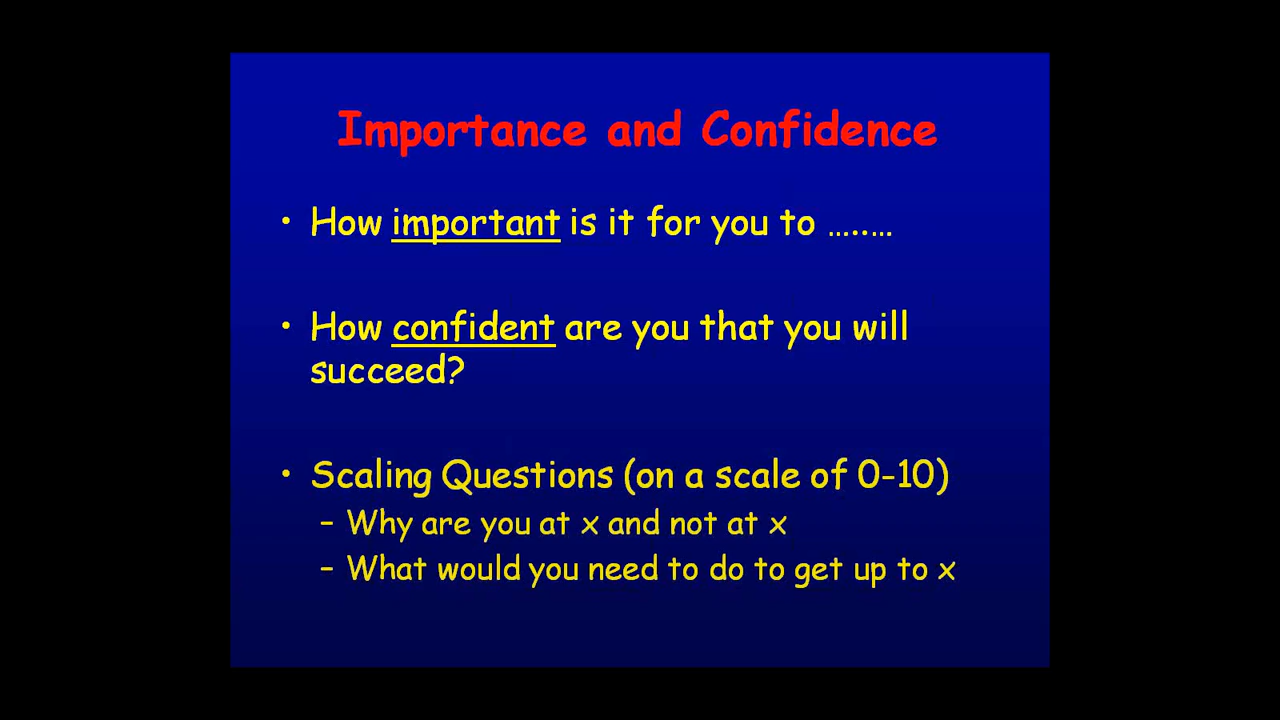 Importance and Confidence
• How important is it for you to …..…
• How confident are you that you will
succeed?
• Scaling Questions (on a scale of 0-10)
– Why are you at x and not at x
– What would you need to do to get up to x